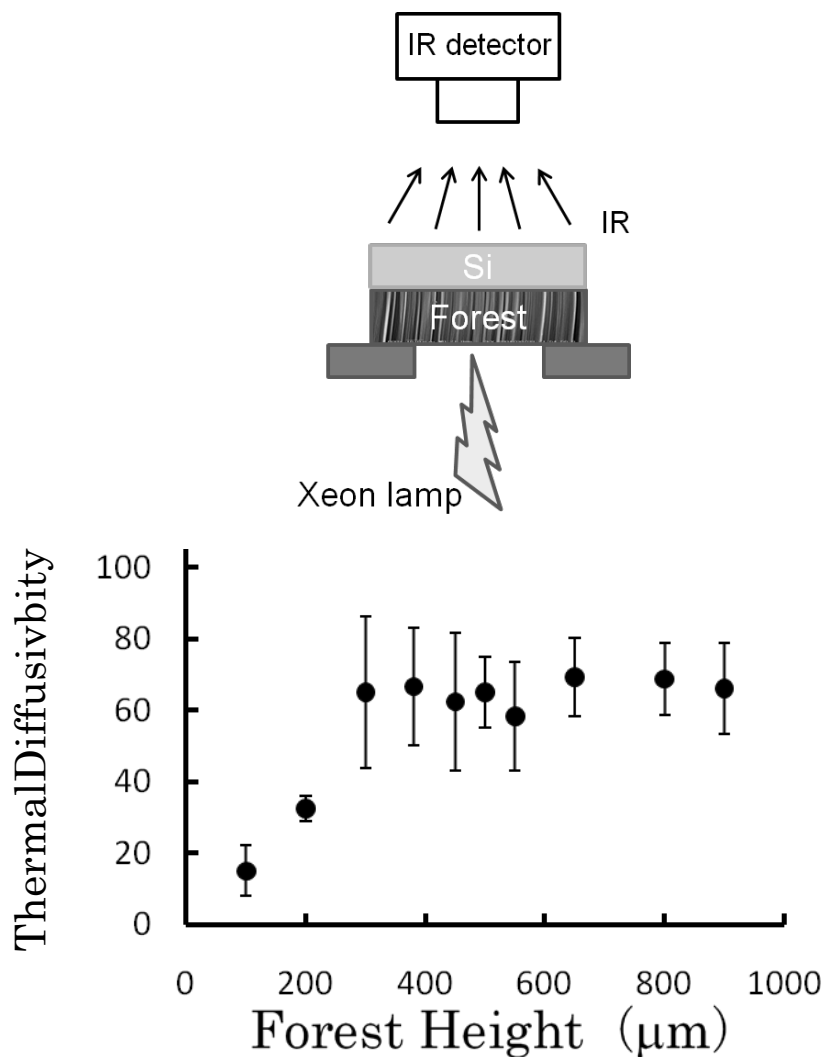 IR detector
IR
Si
Forest
Xeon lamp
ThermalDiffusivbity
100
80
60
40
20
0
0 200 400 600 800 1000
Forest Height (μm)